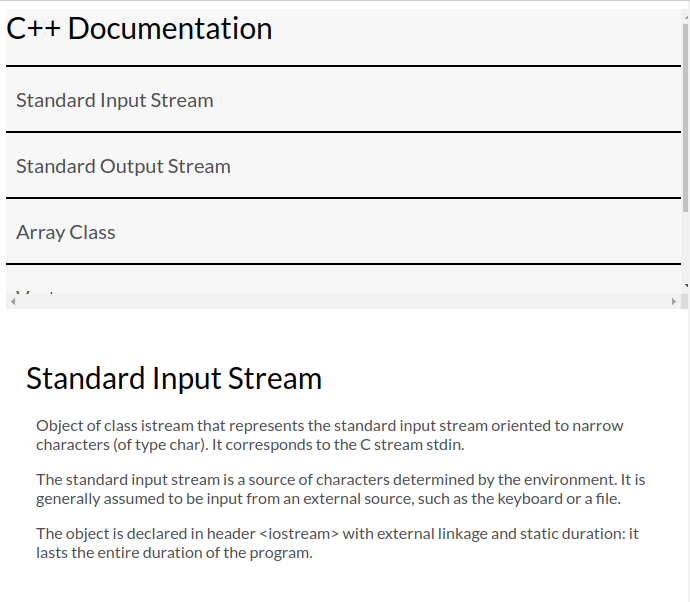 C++ Documentation
Standard Input Stream
Standard Output Stream
Array Class
Standard Input Stream
Object of class istream that represents the standard input stream oriented to narrow
characters (of type char). It corresponds to the C stream stdin.
The standard input stream is a source of characters determined by the environment. It is
generally assumed to be input from an external source, such as the keyboard or a file.
The object is declared in header <iostream> with external linkage and static duration: it
lasts the entire duration of the program.